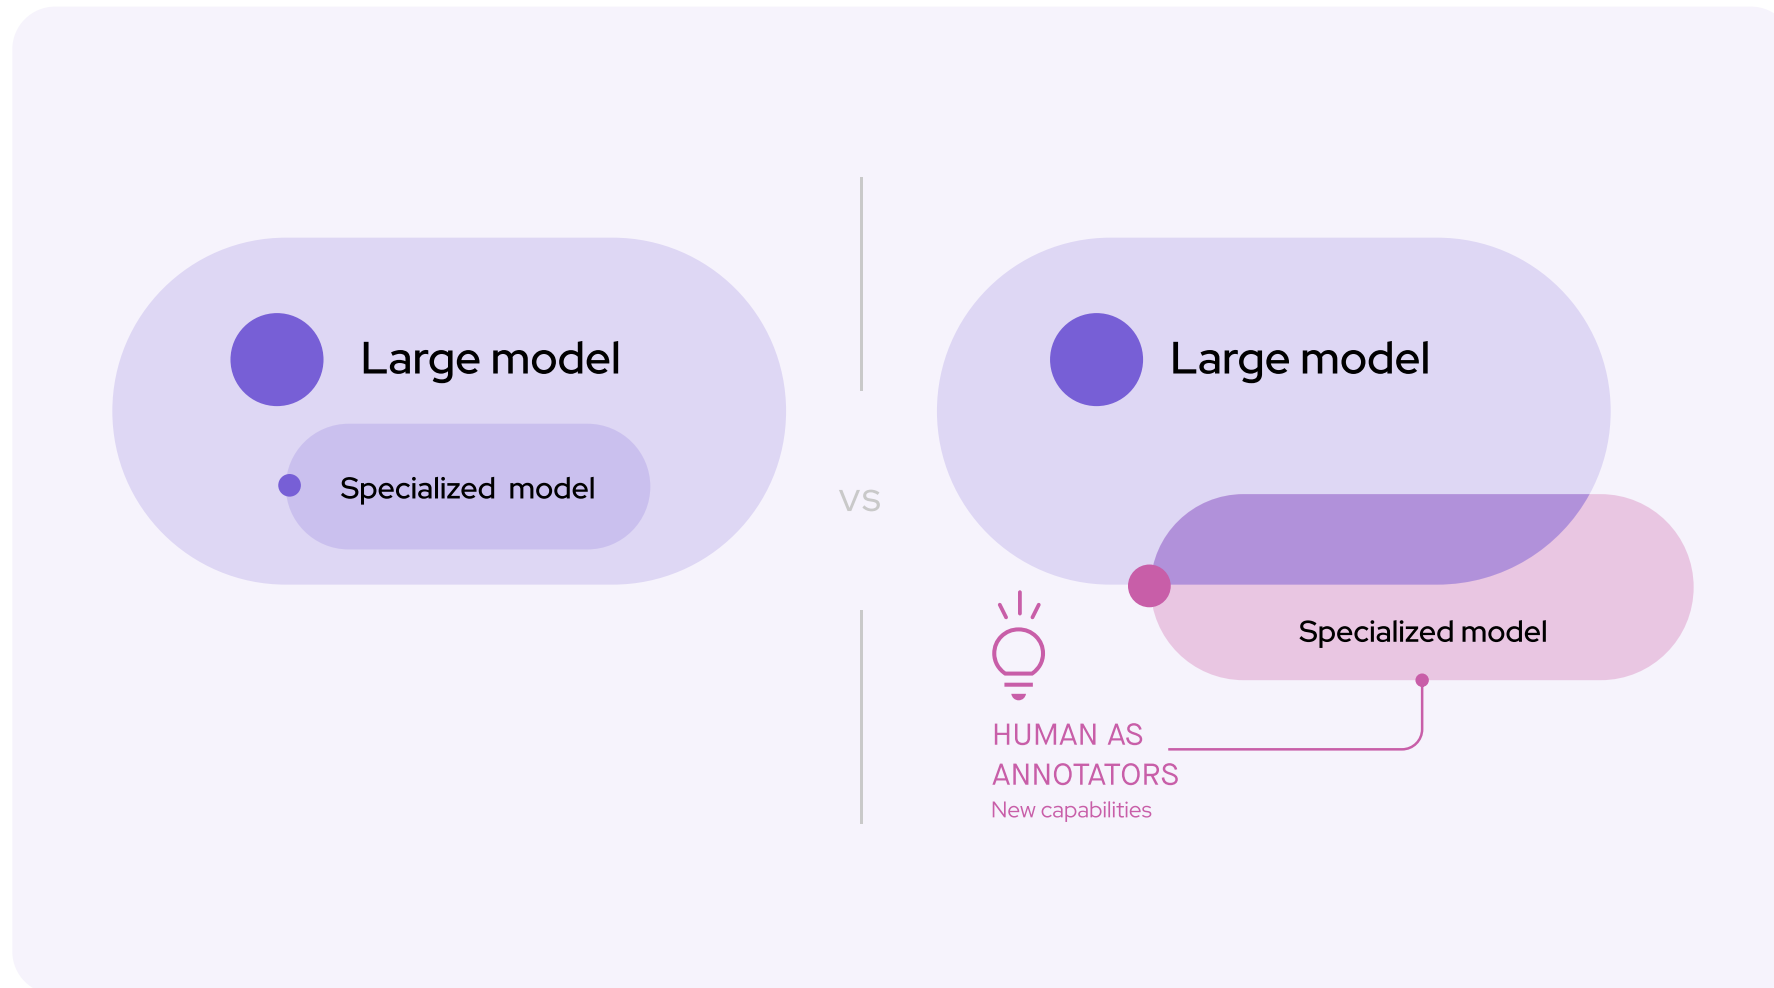 Large model
Specialized model
vs
Large model
Specialized model
HUMAN AS
ANNOTATORS
New capabilities